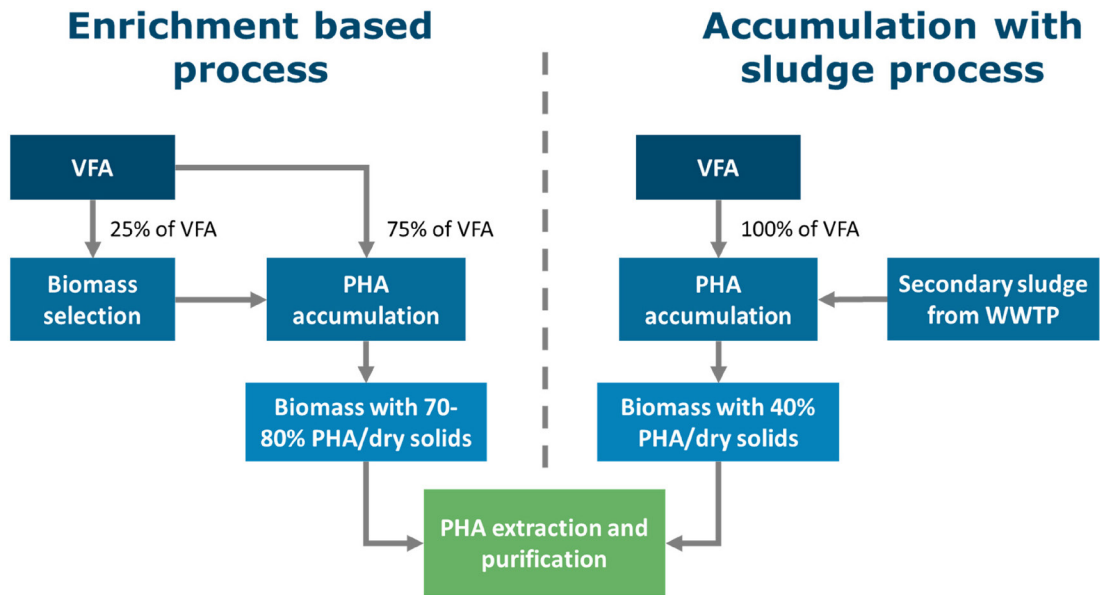 Enrichment based
process
VFA
25% of VFA
75% of VFA
Biomass
selection
PHA
accumulation
Biomass with 70-
80% PHA/dry solids
Accumulation with
sludge process
VFA
100% of VFA
PHA
accumulation
Secondary sludge
from WWTP
Biomass with 40%
PHA/dry solids
PHA extraction and
purification